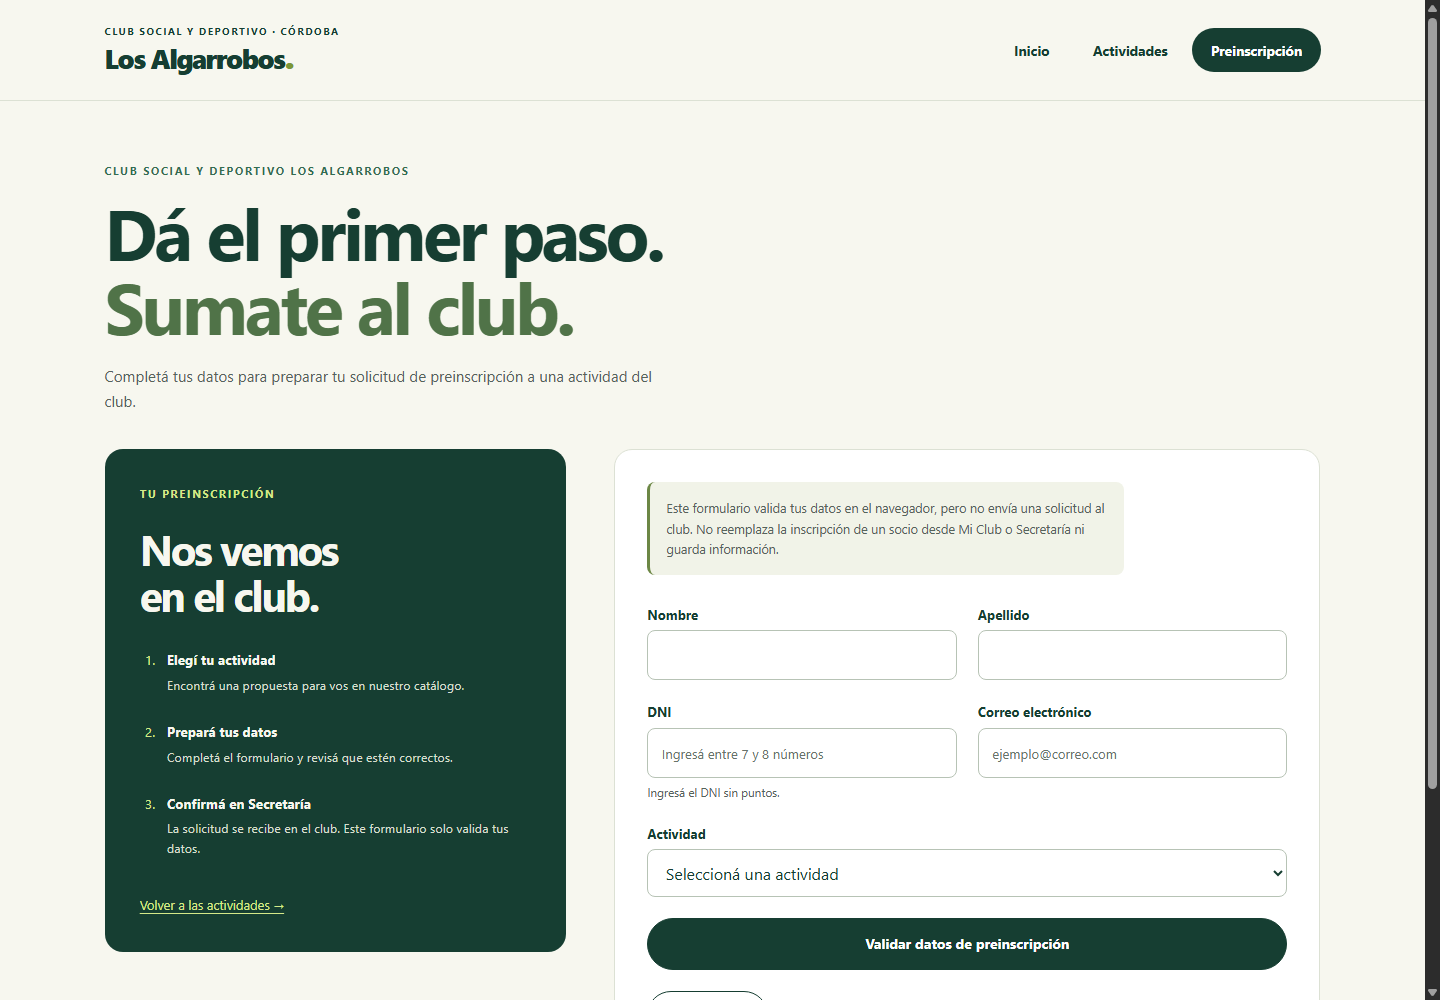 CLUB SOCIAL Y DEPORTIVO · CÓRDOBA
Los Algarrobos.
Inicio
Actividades
Preinscripción
CLUB SOCIAL Y DEPORTIVO LOS ALGARROBOS
Dá el primer paso.
Sumate al club.
Completá tus datos para preparar tu solicitud de preinscripción a una actividad del
club.
TU PREINSCRIPCIÓN
Nos vemos
en el club.
1. Elegí tu actividad
Encontrá una propuesta para vos en nuestro catálogo.
2. Prepará tus datos
Completá el formulario y revisá que estén correctos.
3. Confirmá en Secretaría
La solicitud se recibe en el club. Este formulario solo valida tus
datos.
Volver a las actividades →
Este formulario valida tus datos en el navegador, pero no envía una solicitud al
club. No reemplaza la inscripción de un socio desde Mi Club o Secretaría ni
guarda información.
Nombre
Apellido
DNI
Correo electrónico
Ingresá entre 7 y 8 números
ejemplo@correo.com
Ingresá el DNI sin puntos.
Actividad
Seleccioná una actividad
Validar datos de preinscripción